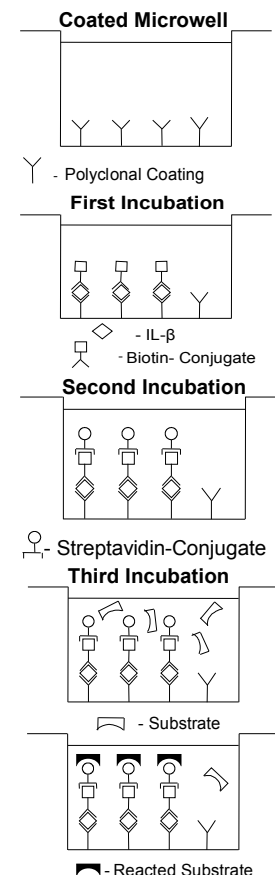 Coated Microwell
- Polyclonal Coating
First Incubation
- IL-β
- Biotin- Conjugate
Second Incubation
- Streptavidin-Conjugate
Third Incubation
- Substrate
- Reacted Substrate